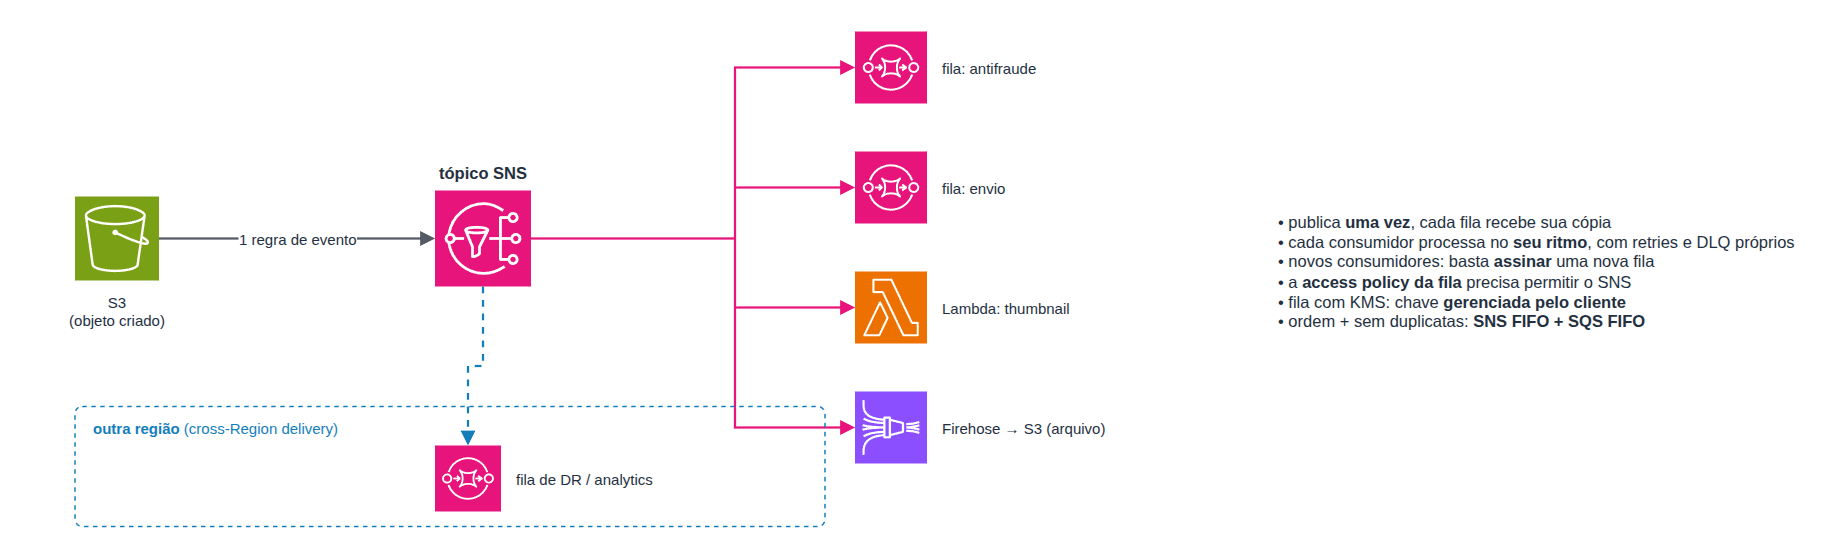 fila: antifraude
tópico SNS
fila: envio
1 regra de evento
S3
(objeto criado)
Lambda: thumbnail
outra região (cross-Region delivery)
Firehose → S3 (arquivo)
fila de DR / analytics
• publica uma vez, cada fila recebe sua cópia
• cada consumidor processa no seu ritmo, com retries e DLQ próprios
• novos consumidores: basta assinar uma nova fila
• a access policy da fila precisa permitir o SNS
• fila com KMS: chave gerenciada pelo cliente
• ordem + sem duplicatas: SNS FIFO + SQS FIFO